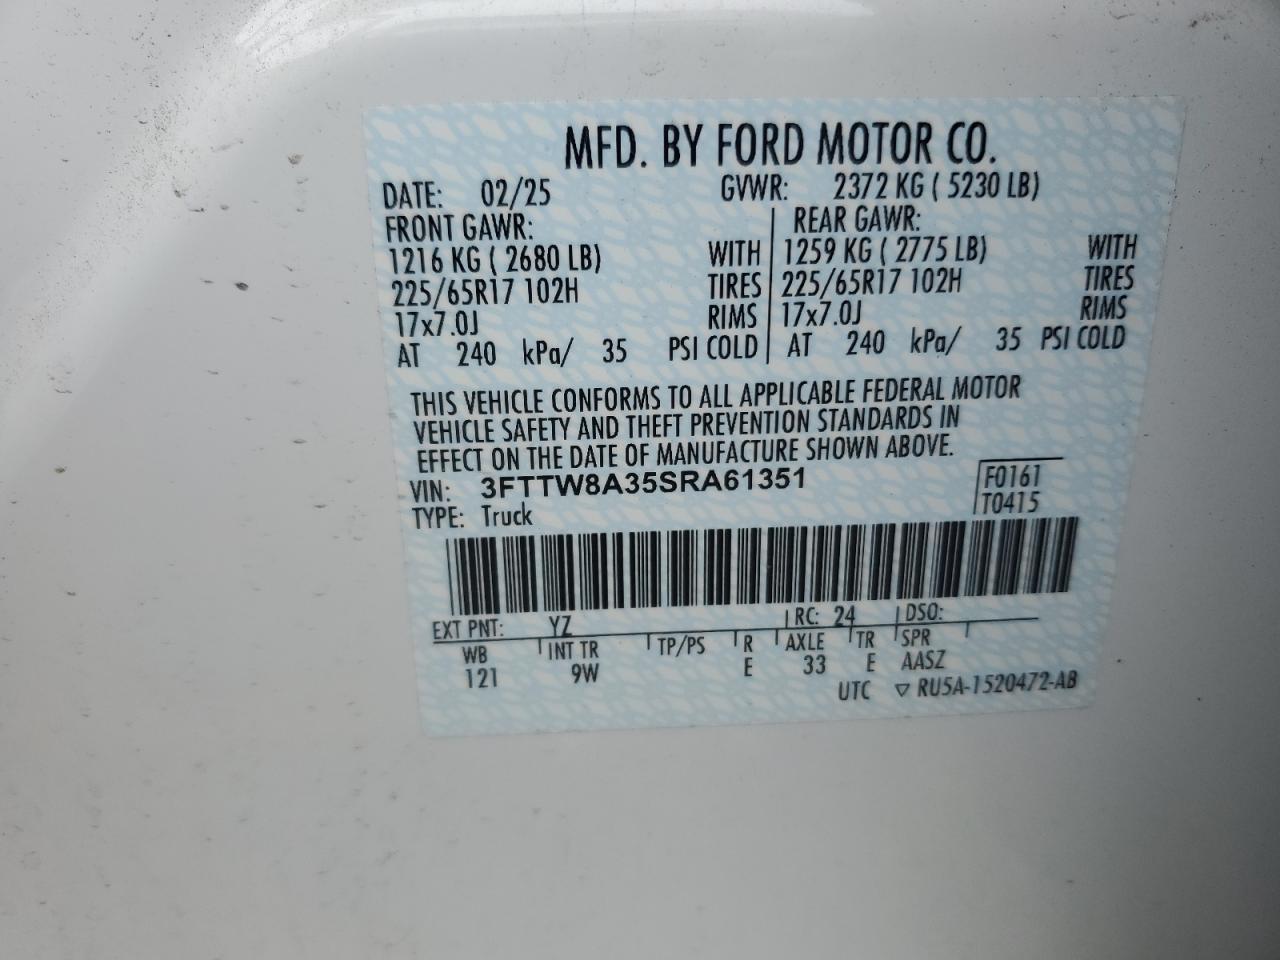 MFD. BY FORD MOTOR CO.
DATE: 02/25 GVWR: 2372 KG ( 5230 LB)
FRONT GAWR: REAR GAWR:
1216 KG ( 2680 LB) WITH 1259 KG ( 2775 LB) WITH
225/65R17 102H TIRES 225/65R17 102H TIRES
17x7.0J RIMS 17x7.0J RIMS
AT 240 kPa/ 35 PSI COLD AT 240 kPa/ 35 PSI COLD
THIS VEHICLE CONFORMS TO ALL APPLICABLE FEDERAL MOTOR
VEHICLE SAFETY AND THEFT PREVENTION STANDARDS IN
EFFECT ON THE DATE OF MANUFACTURE SHOWN ABOVE.
VIN: 3FTTW8A35SRA61351 F0161
TYPE: Truck T0415
EXT PNT: YZ RC: 24 DSO:
WB INT TR TP/PS R AXLE TR SPR
121 9W E 33 E AASZ
UTC ▽ RU5A-1520472-AB